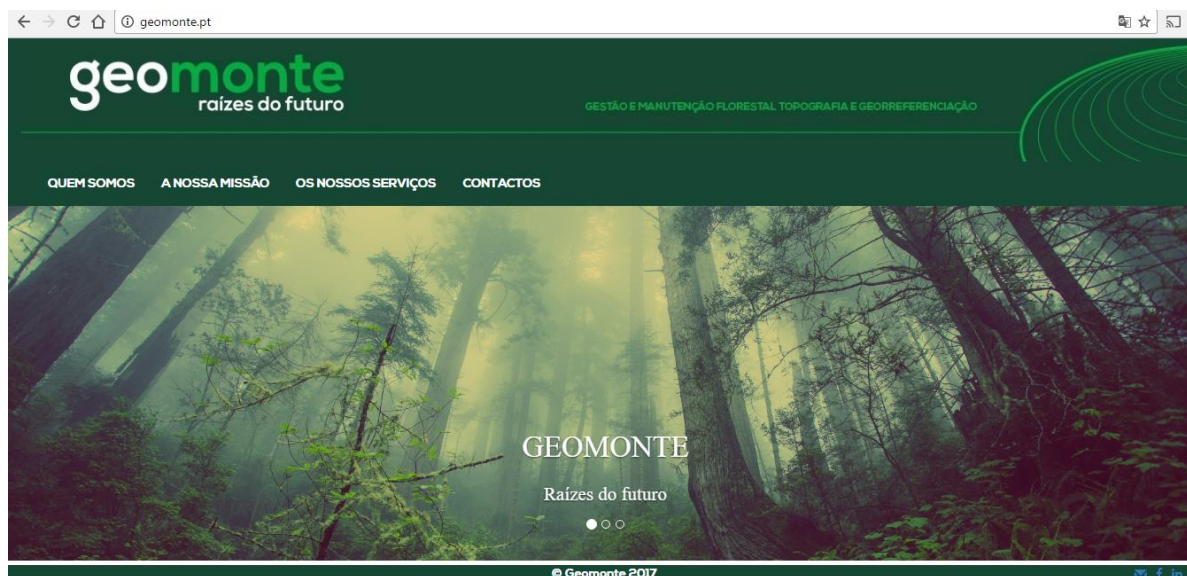 geomonte.pt
geomonte
raízes do futuro
GESTÃO E MANUTENÇÃO FLORESTAL TOPOGRAFIA E GEORREFERENCIAÇÃO
QUEM SOMOS A NOSSA MISSÃO OS NOSSOS SERVIÇOS CONTACTOS
GEOMONTE
Raízes do futuro
© Geomonte 2017